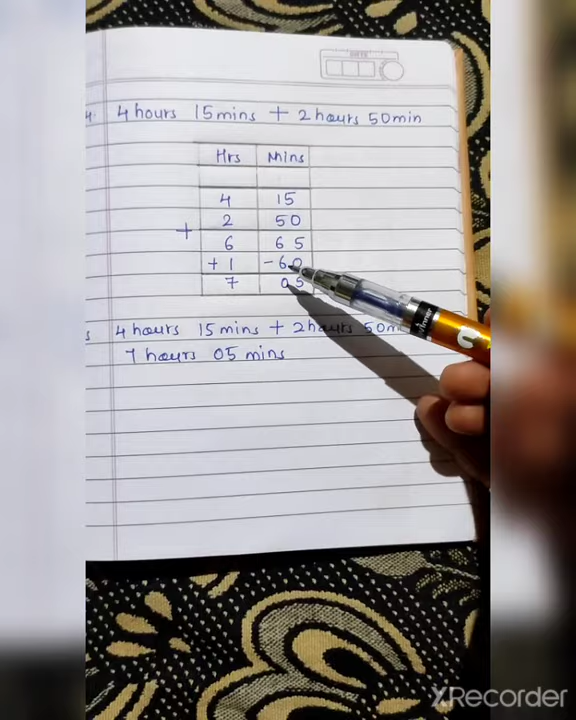 4 hours 15 mins + 2 hours 50 min
Hrs Mins
4 15
+ 2 50
6 65
+ 1 - 60
7 05
s 4 hours 15 mins + 2 hours 50 m
7 hours 05 mins
XRecorder